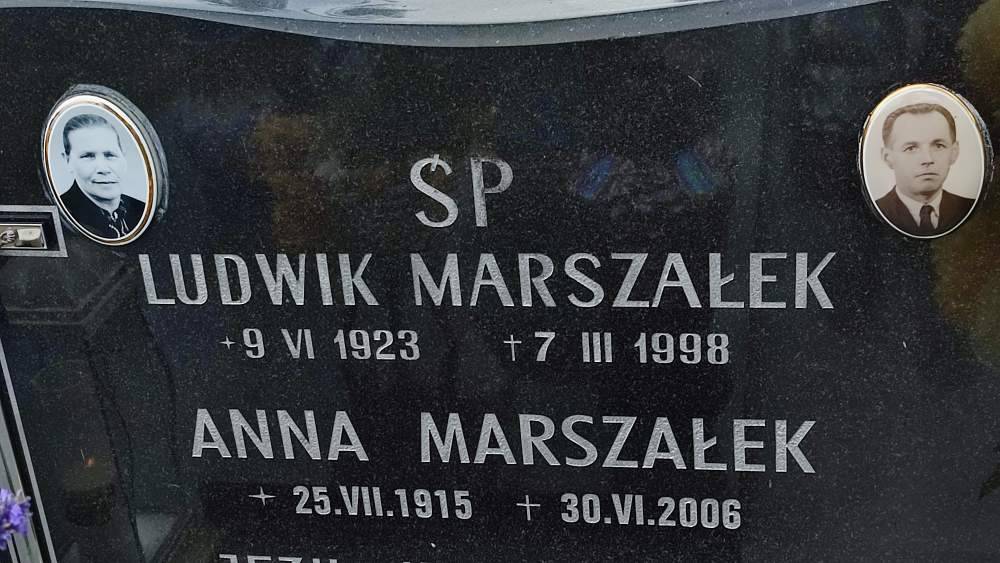 ŚP
LUDWIK MARSZAŁEK
9 VI 1923 † 7 III 1998
ANNA MARSZAŁEK
25.VII.1915 † 30.VI.2006